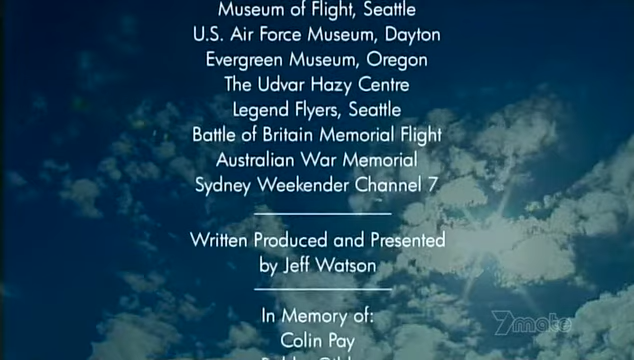 Museum of Flight, Seattle
U.S. Air Force Museum, Dayton
Evergreen Museum, Oregon
The Udvar Hazy Centre
Legend Flyers, Seattle
Battle of Britain Memorial Flight
Australian War Memorial
Sydney Weekender Channel 7
Written Produced and Presented
by Jeff Watson
In Memory of:
Colin Pay
7mate